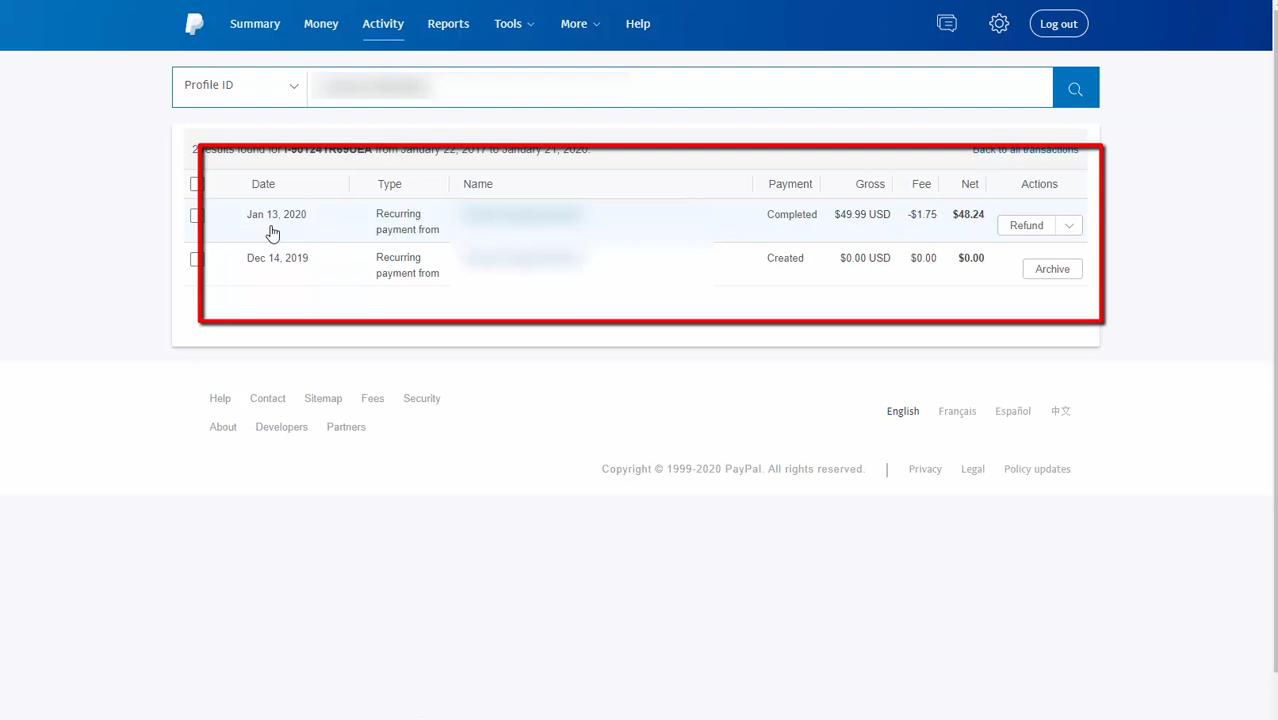 Summary Money Activity Reports Tools More Help Log out
Profile ID
2 results found for from January 22, 2017 to January 21, 2020. Back to all transactions
Date Type Name Payment Gross Fee Net Actions
Jan 13, 2020 Recurring payment from Completed $49.99 USD -$1.75 $48.24 Refund
Dec 14, 2019 Recurring payment from Created $0.00 USD $0.00 $0.00 Archive
Help Contact Sitemap Fees Security
English Français Español 中文
About Developers Partners
Copyright © 1999-2020 PayPal. All rights reserved. | Privacy Legal Policy updates